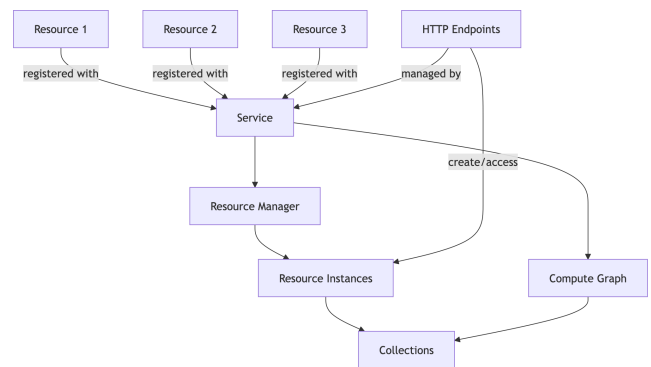 Resource 1
Resource 2
Resource 3
HTTP Endpoints
registered with
registered with
registered with
managed by
Service
create/access
Resource Manager
Resource Instances
Compute Graph
Collections